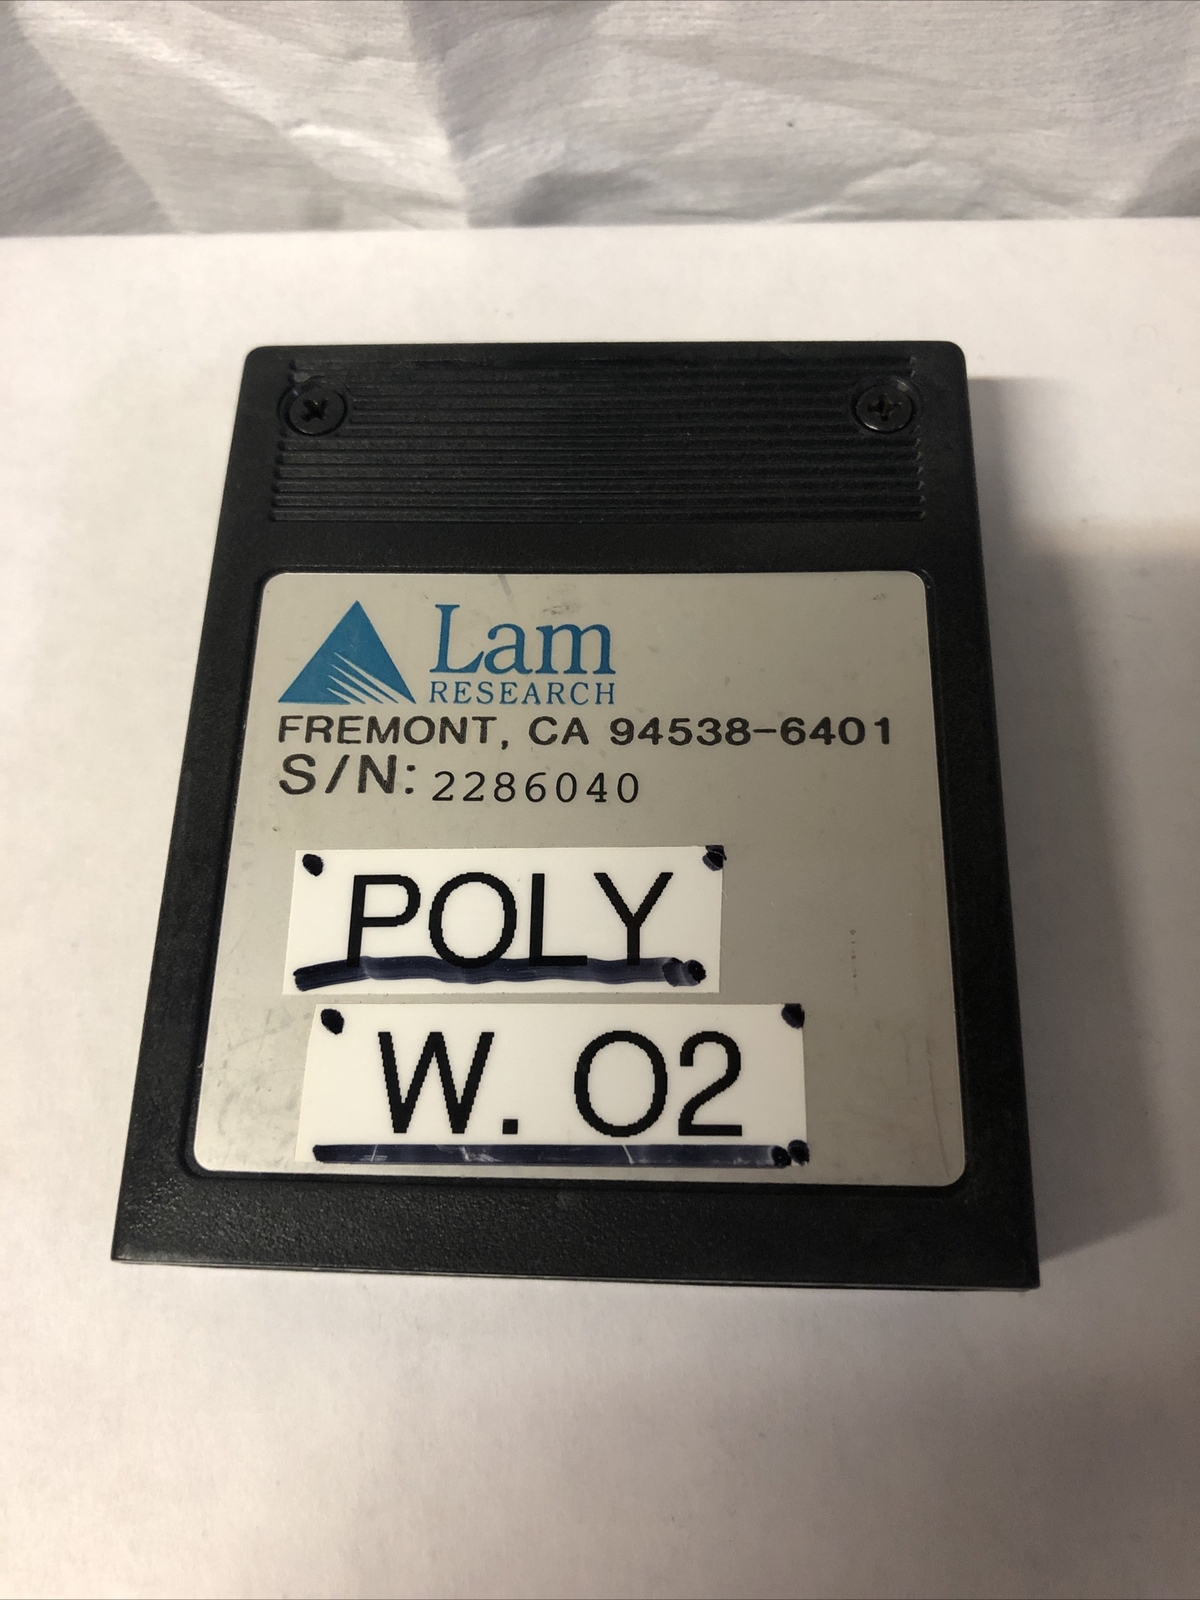 Lam
RESEARCH
FREMONT, CA 94538-6401
S/N: 2286040
POLY
W. O2